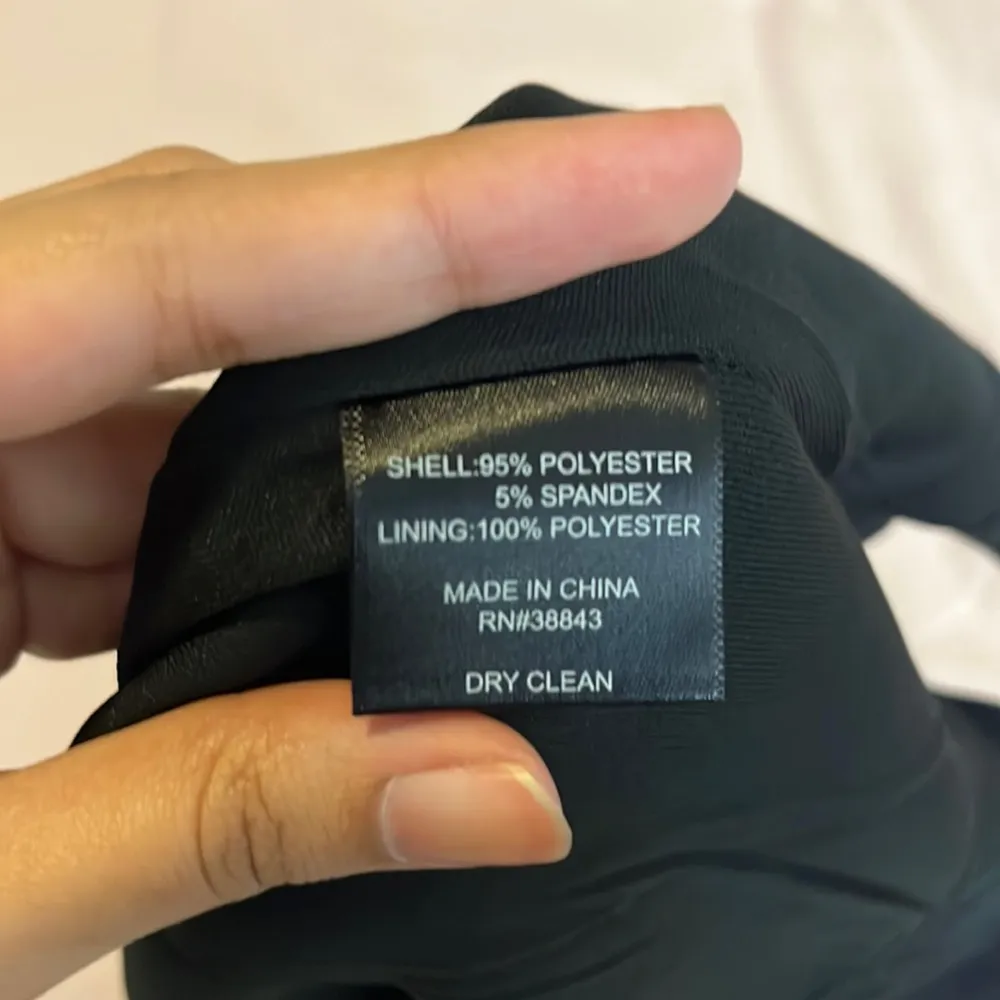 SHELL:95% POLYESTER
5% SPANDEX
LINING:100% POLYESTER
MADE IN CHINA
RN#38843
DRY CLEAN